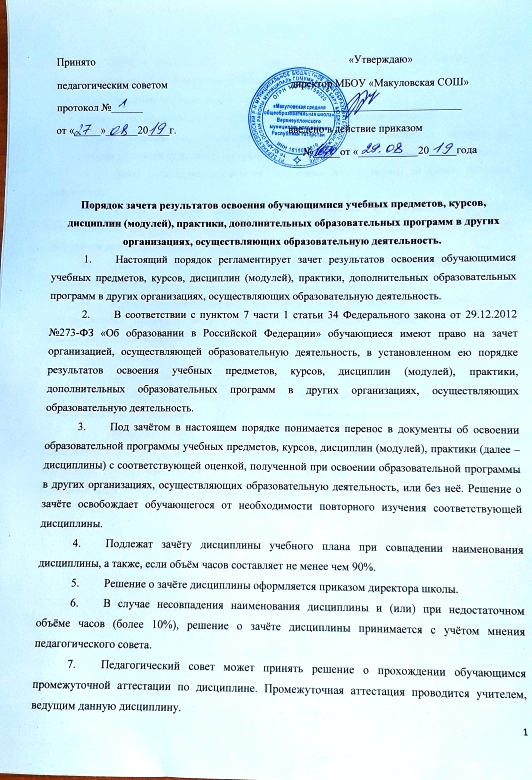 Принято
«Утверждаю»
педагогическим советом
директор МБОУ «Макуловская СОШ»
протокол № 1
введено в действие приказом
от «27» 08 2019 г.
№ от « 29.08 2019 года
«Макуловская средняя
общеобразовательная школа»
Верхнеуслонского
муниципального района
Республики Татарстан
Порядок зачета результатов освоения обучающимися учебных предметов, курсов,
дисциплин (модулей), практики, дополнительных образовательных программ в других
организациях, осуществляющих образовательную деятельность.
1. Настоящий порядок регламентирует зачет результатов освоения обучающимися
учебных предметов, курсов, дисциплин (модулей), практики, дополнительных образовательных
программ в других организациях, осуществляющих образовательную деятельность.
2. В соответствии с пунктом 7 части 1 статьи 34 Федерального закона от 29.12.2012
№273-ФЗ «Об образовании в Российской Федерации» обучающиеся имеют право на зачет
организацией, осуществляющей образовательную деятельность, в установленном ею порядке
результатов освоения учебных предметов, курсов, дисциплин (модулей), практики,
дополнительных образовательных программ в других организациях, осуществляющих
образовательную деятельность.
3. Под зачётом в настоящем порядке понимается перенос в документы об освоении
образовательной программы учебных предметов, курсов, дисциплин (модулей), практики (далее –
дисциплины) с соответствующей оценкой, полученной при освоении образовательной программы
в других организациях, осуществляющих образовательную деятельность, или без неё. Решение о
зачёте освобождает обучающегося от необходимости повторного изучения соответствующей
дисциплины.
4. Подлежат зачёту дисциплины учебного плана при совпадении наименования
дисциплины, а также, если объём часов составляет не менее чем 90%.
5. Решение о зачёте дисциплины оформляется приказом директора школы.
6. В случае несовпадения наименования дисциплины и (или) при недостаточном
объёме часов (более 10%), решение о зачёте дисциплины принимается с учётом мнения
педагогического совета.
7. Педагогический совет может принять решение о прохождении обучающимся
промежуточной аттестации по дисциплине. Промежуточная аттестация проводится учителем,
ведущим данную дисциплину.
1